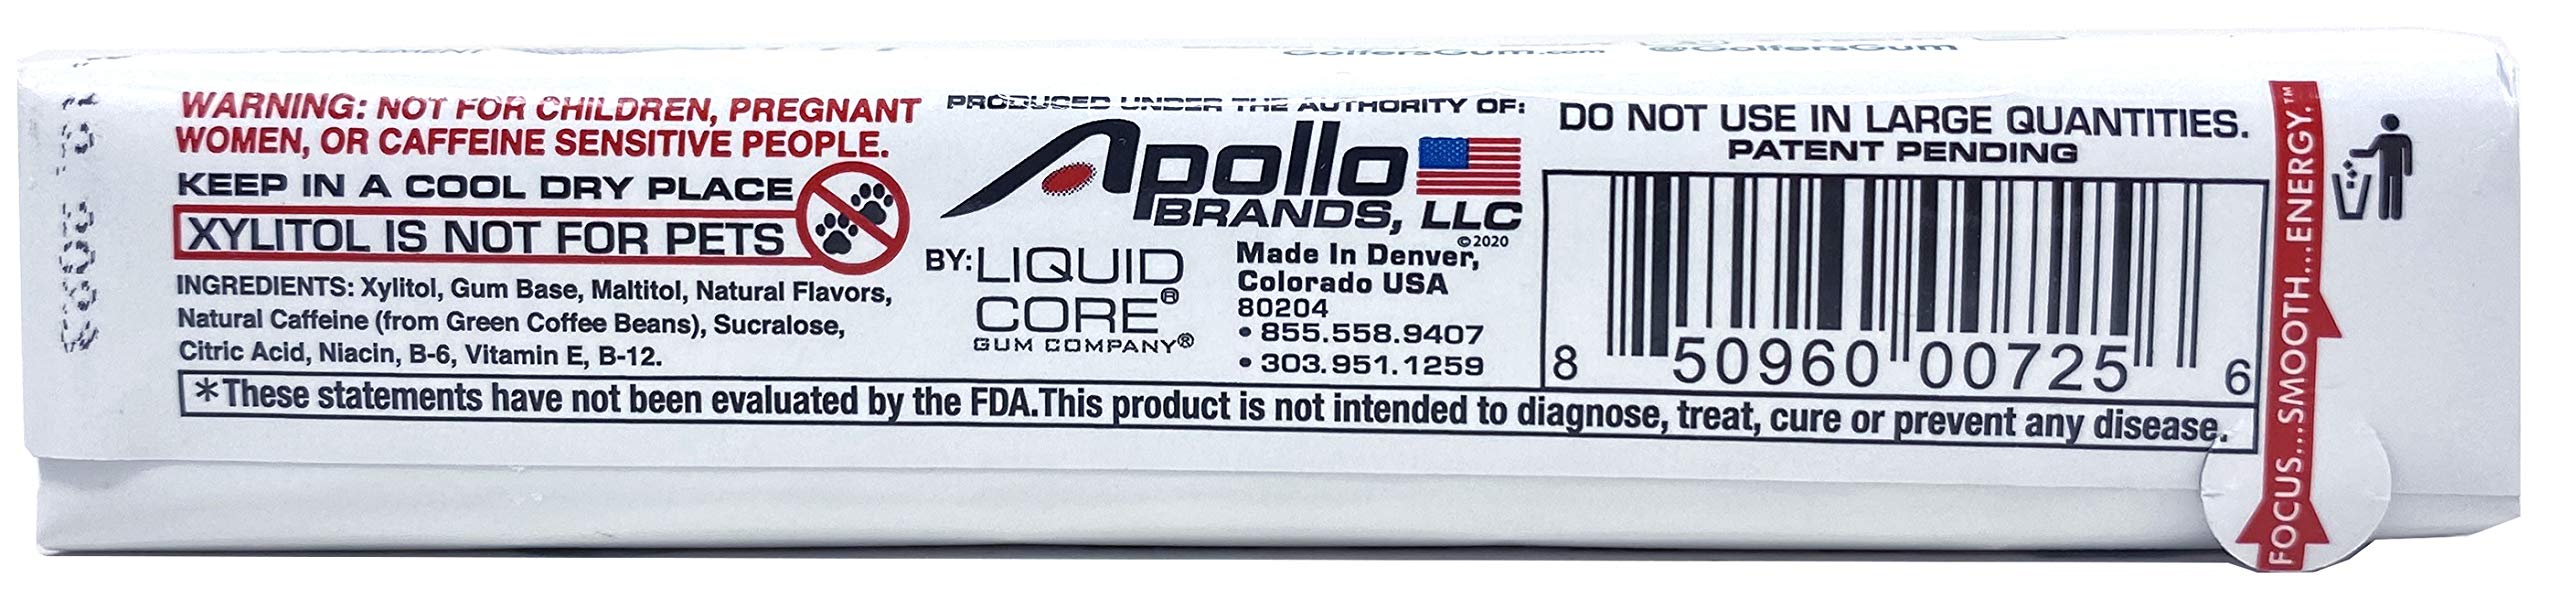 GolfersGum.com @GolfersGum
WARNING: NOT FOR CHILDREN, PREGNANT
WOMEN, OR CAFFEINE SENSITIVE PEOPLE.
KEEP IN A COOL DRY PLACE
XYLITOL IS NOT FOR PETS
INGREDIENTS: Xylitol, Gum Base, Maltitol, Natural Flavors,
Natural Caffeine (from Green Coffee Beans), Sucralose,
Citric Acid, Niacin, B-6, Vitamin E, B-12.
PRODUCED UNDER THE AUTHORITY OF:
Apollo
BRANDS, LLC
©2020
BY: LIQUID
CORE®
GUM COMPANY®
Made In Denver,
Colorado USA
80204
• 855.558.9407
• 303.951.1259
DO NOT USE IN LARGE QUANTITIES.
PATENT PENDING
8 50960 00725 6
*These statements have not been evaluated by the FDA.This product is not intended to diagnose, treat, cure or prevent any disease.
FOCUS...SMOOTH...ENERGY.™